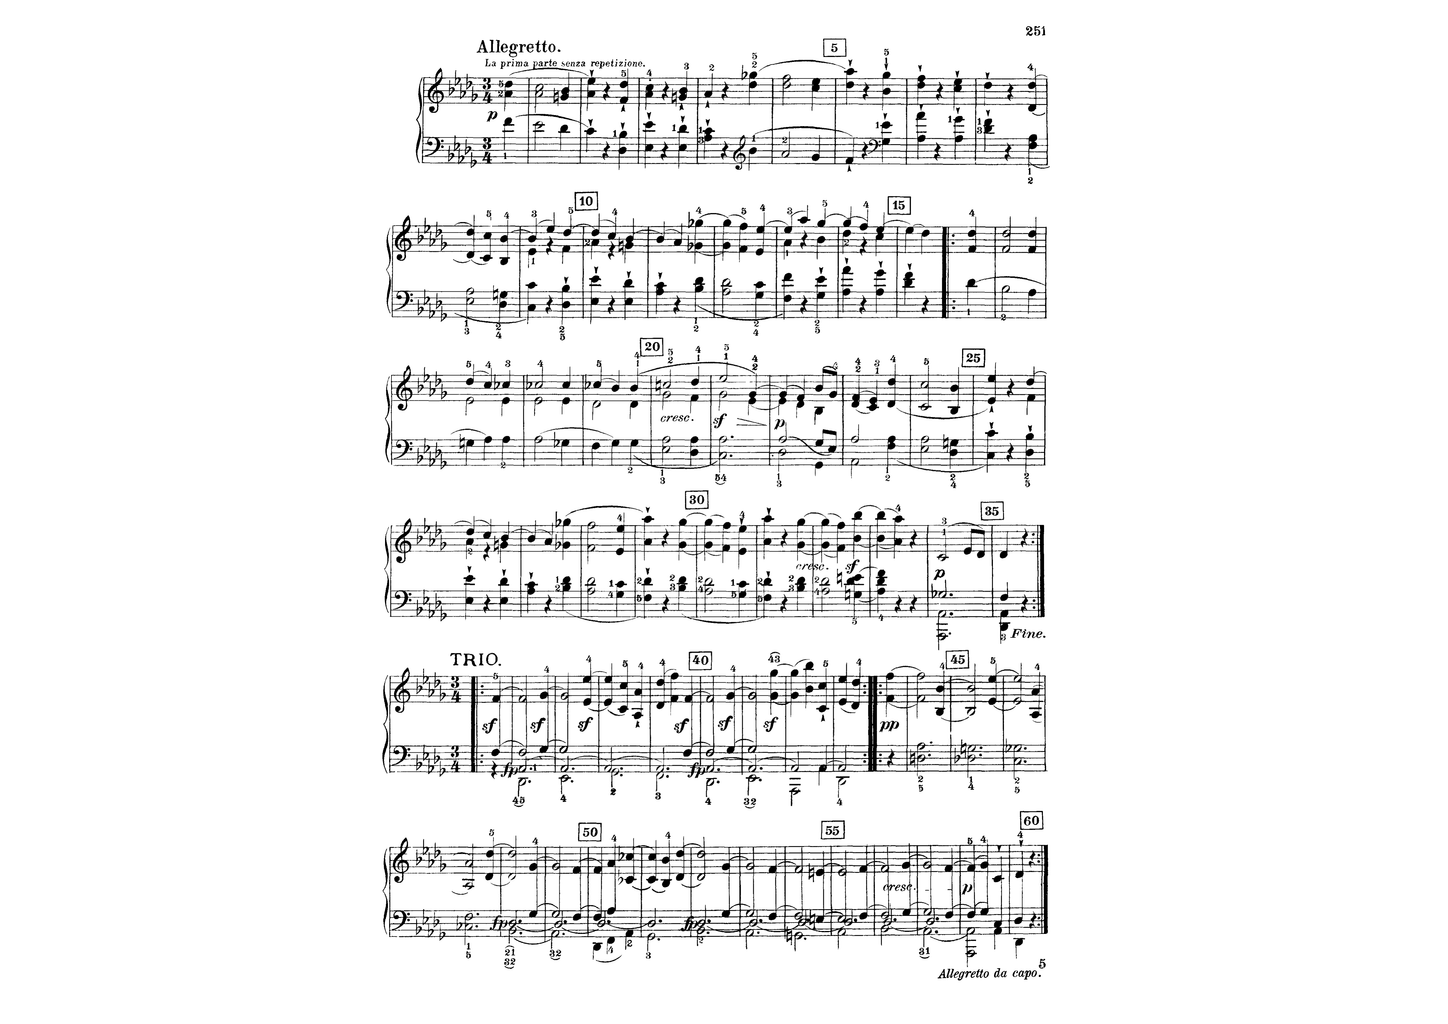 251
Allegretto.
La prima parte senza repetizione.
5
p
10
15
20
25
cresc.
sf
p
30
35
cresc.
sf
p
Fine.
TRIO.
40
45
sf sf sf sf sf sf pp
fp fp
50
55
60
cresc.
p
fp fp
5
Allegretto da capo.